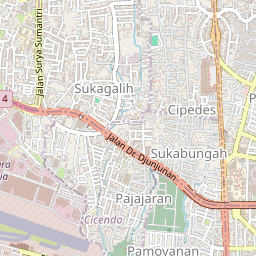 Jalan Surya Sumantri
Sukagalih
4
Cipedes
Jalan Dr. Djunjunan
Sukabungah
Pajajaran
Cicendo
Pamoyanan